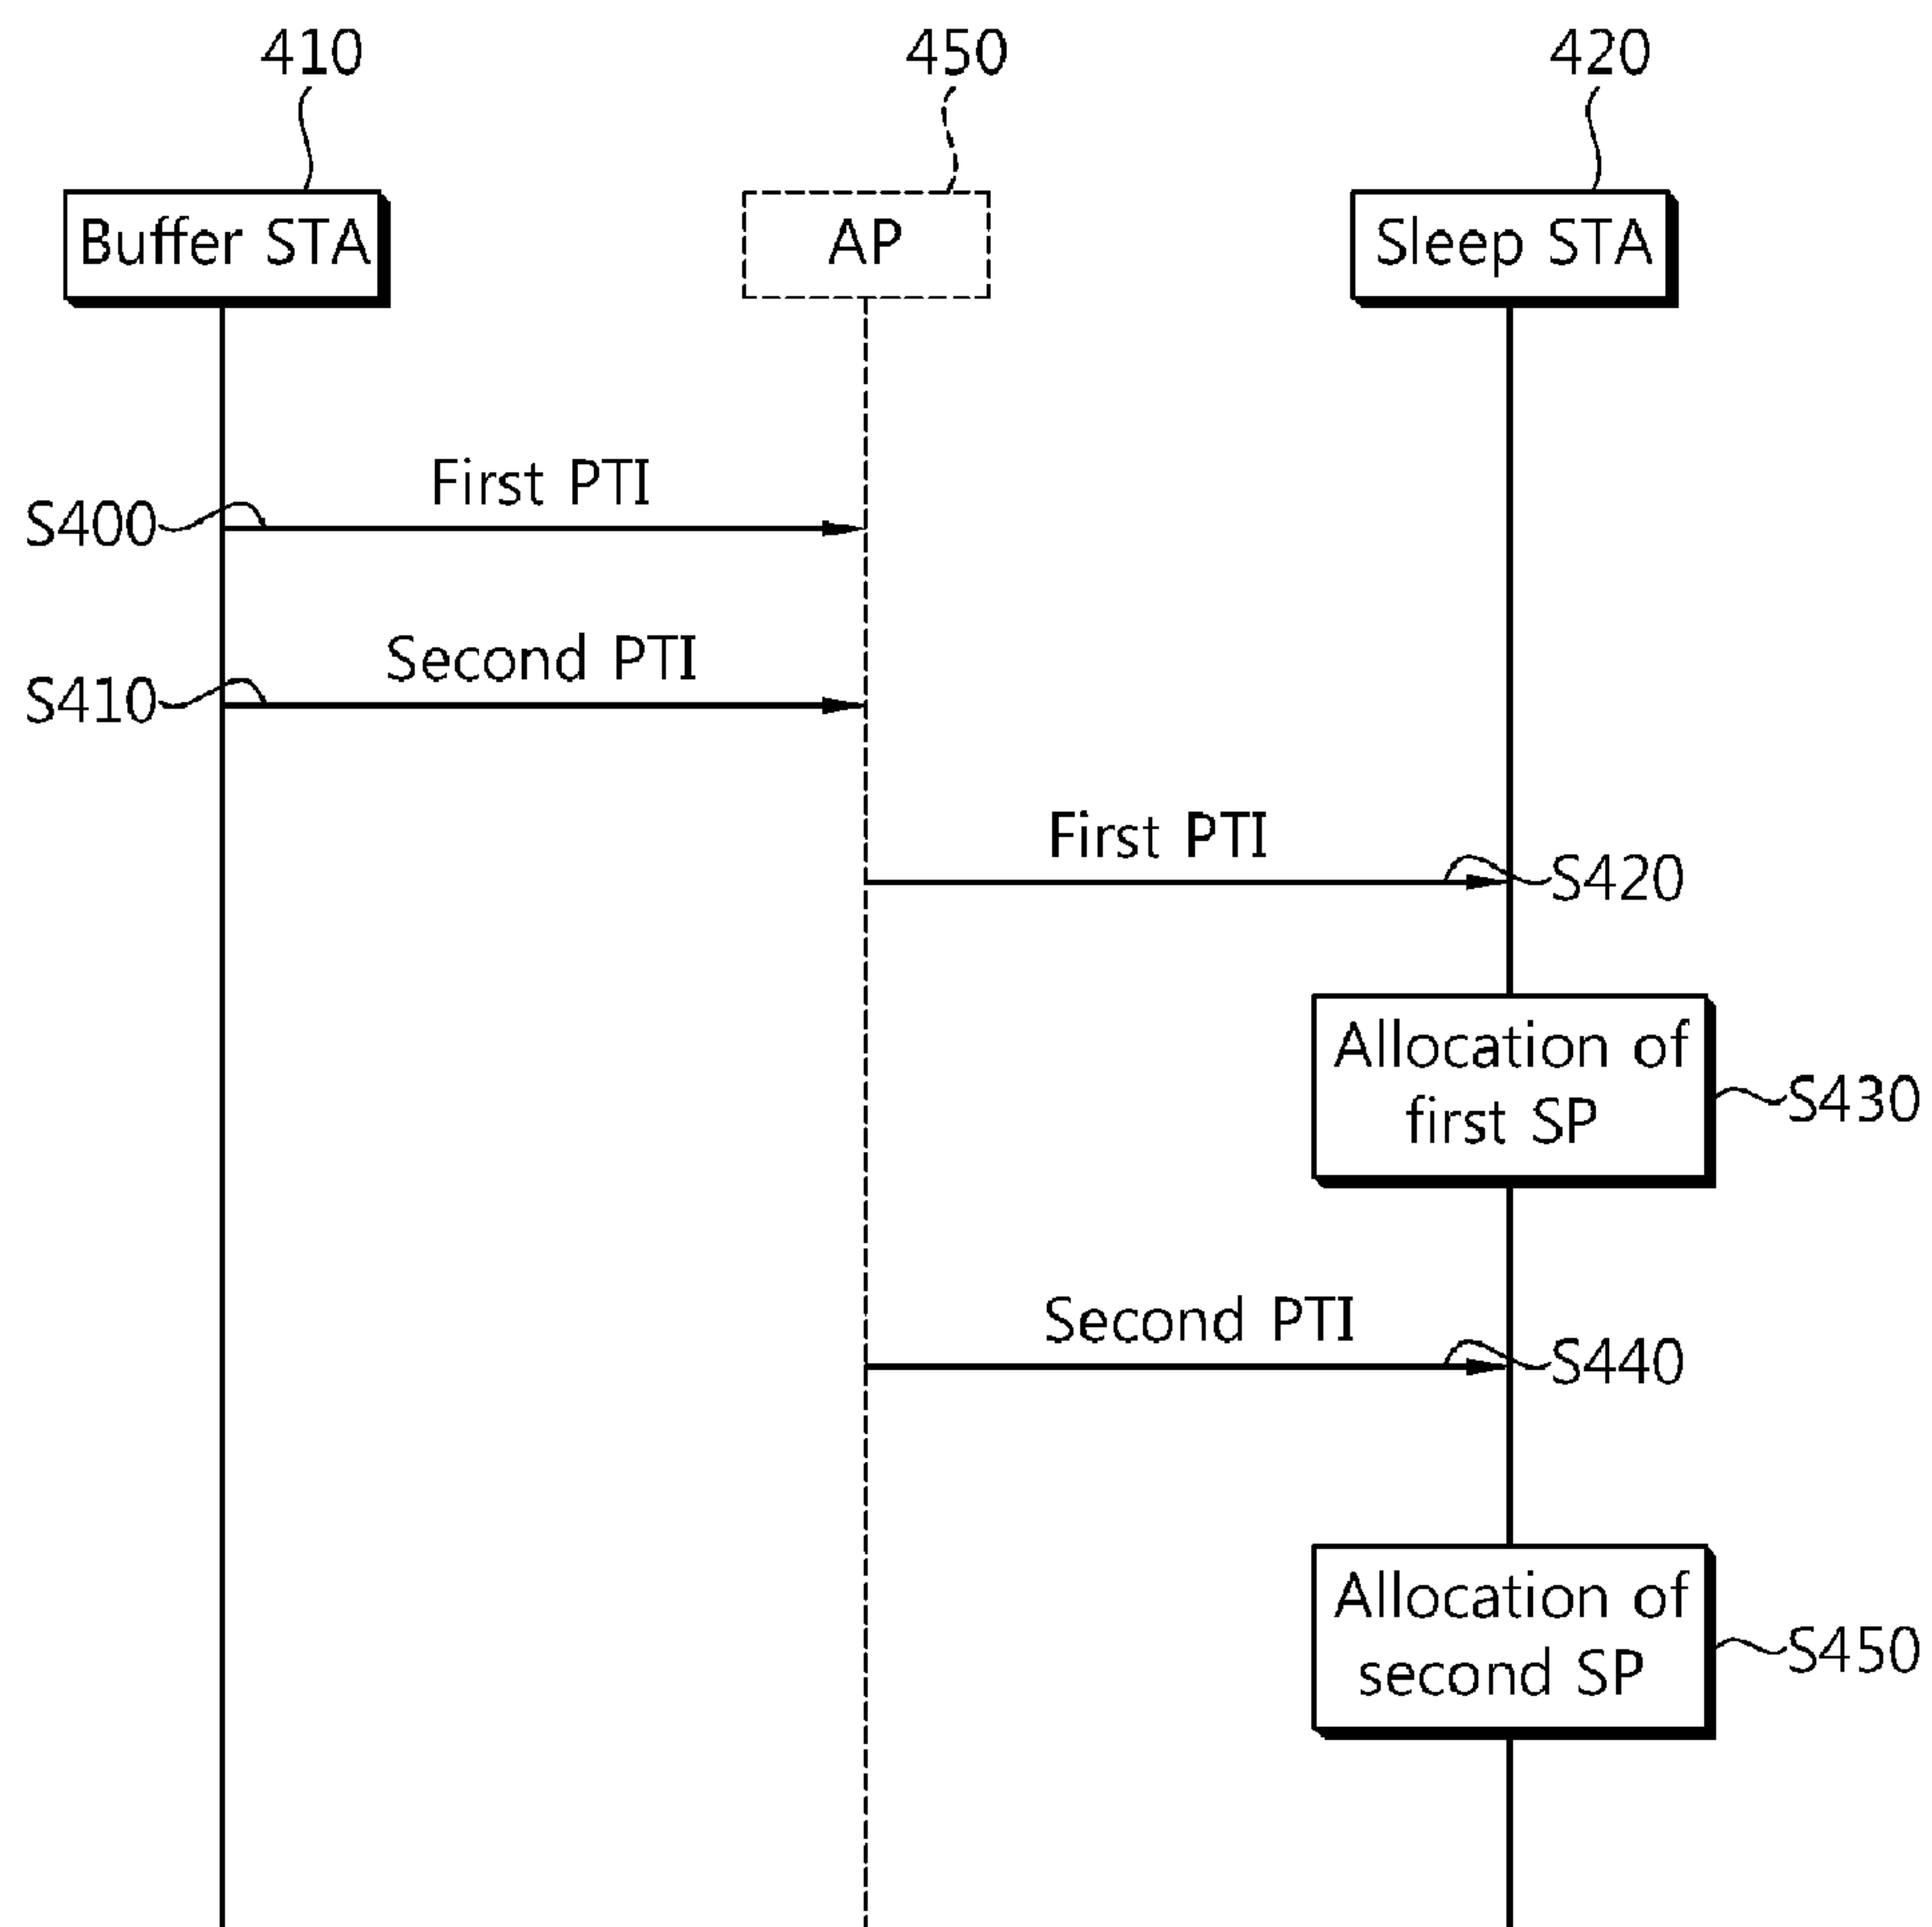 410
450
420
Buffer STA
AP
Sleep STA
First PTI
S400
Second PTI
S410
First PTI
S420
Allocation of
first SP
S430
Second PTI
S440
Allocation of
second SP
S450